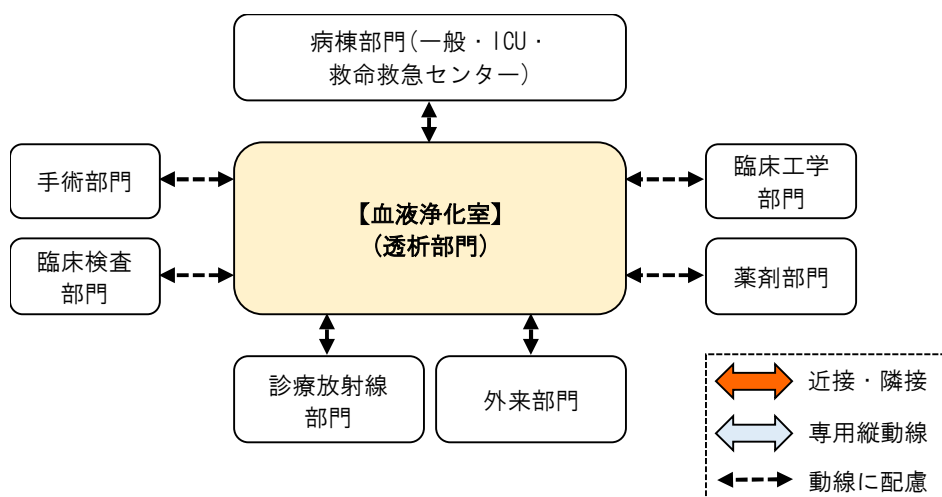 病棟部門(一般・ICU・
救命救急センター)
手術部門
臨床検査
部門
【血液浄化室】
(透析部門)
臨床工学
部門
薬剤部門
診療放射線
部門
外来部門
近接・隣接
専用縦動線
動線に配慮